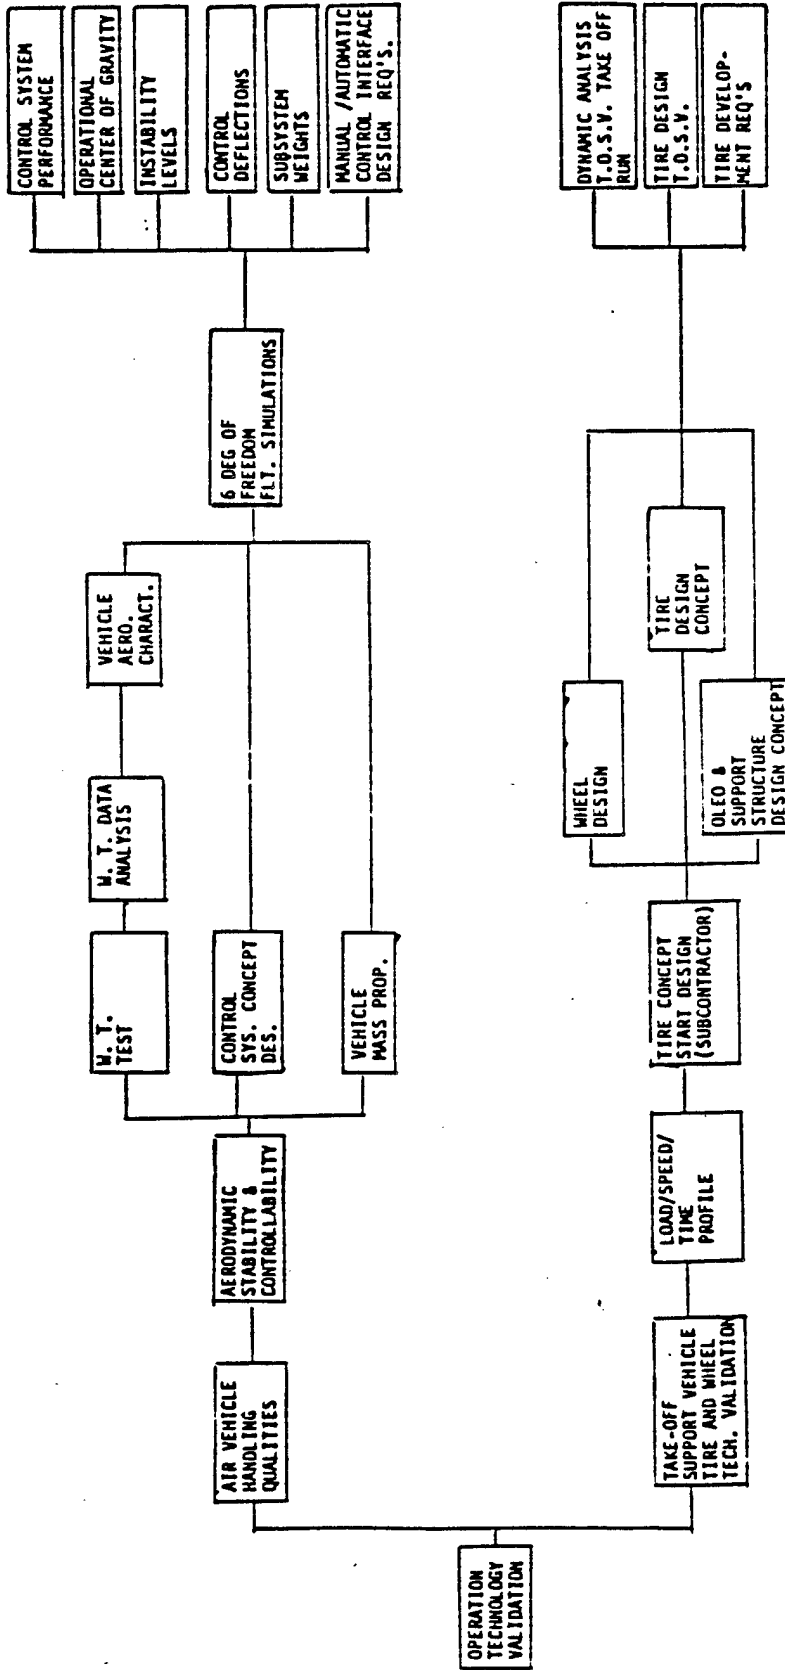 OPERATION
TECHNOLOGY
VALIDATION
AIR VEHICLE
HANDLING
QUALITIES
AERODYNAMIC
STABILITY &
CONTROLLABILITY
W. T.
TEST
W. T. DATA
ANALYSIS
VEHICLE
AERO.
CHARACT.
CONTROL
SYS. CONCEPT
DES.
VEHICLE
MASS PROP.
6 DEG OF
FREEDOM
FLT. SIMULATIONS
CONTROL SYSTEM
PERFORMANCE
OPERATIONAL
CENTER OF GRAVITY
INSTABILITY
LEVELS
CONTROL
DEFLECTIONS
SUBSYSTEM
WEIGHTS
MANUAL /AUTOMATIC
CONTROL INTERFACE
DESIGN REQ'S.
TAKE-OFF
SUPPORT VEHICLE
TIRE AND WHEEL
TECH. VALIDATION
LOAD/SPEED/
TIME
PROFILE
TIRE CONCEPT
START DESIGN
(SUBCONTRACTOR)
WHEEL
DESIGN
TIRE
DESIGN
CONCEPT
OLEO &
SUPPORT
STRUCTURE
DESIGN CONCEPT
DYNAMIC ANALYSIS
T.O.S.V. TAKE OFF
RUN
TIRE DESIGN
T.O.S.V.
TIRE DEVELOP-
MENT REQ'S